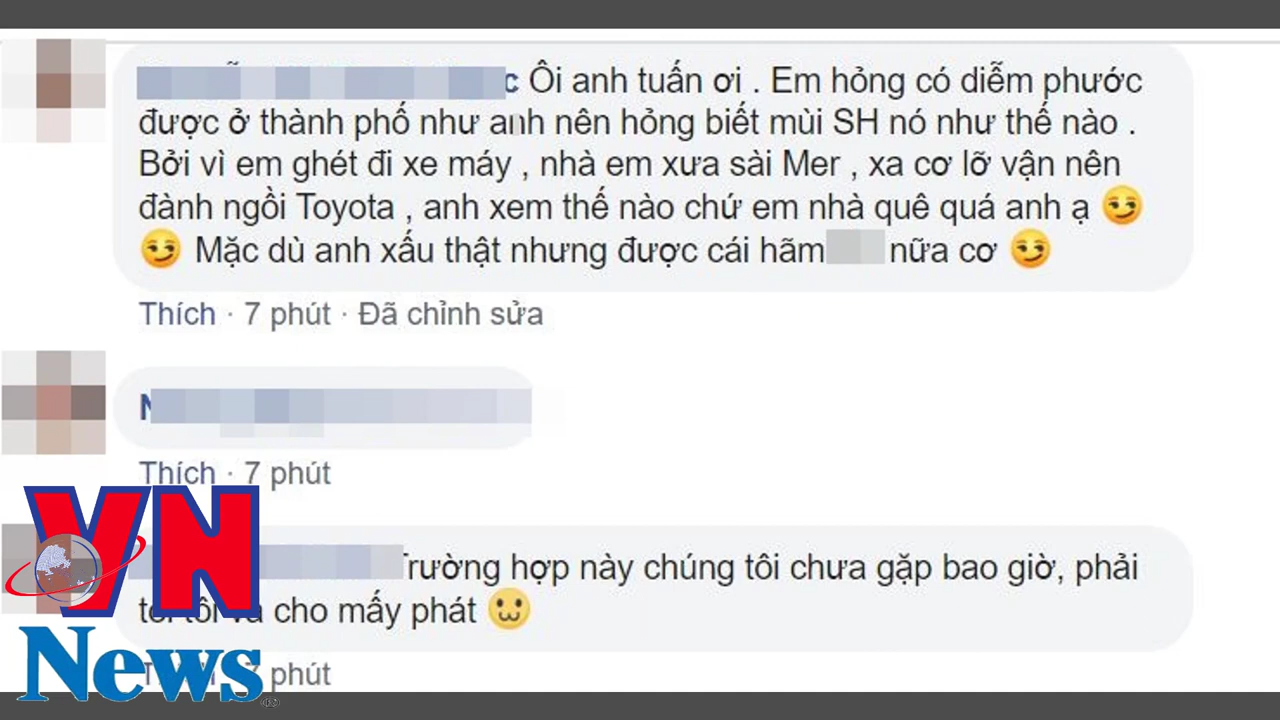 Ôi anh tuấn ơi . Em hỏng có diễm phước
được ở thành phố như anh nên hỏng biết mùi SH nó như thế nào .
Bởi vì em ghét đi xe máy , nhà em xưa sài Mer , xa cơ lỡ vận nên
đành ngồi Toyota , anh xem thế nào chứ em nhà quê quá anh ạ 😏
😏 Mặc dù anh xấu thật nhưng được cái hãm nữa cơ 😏
Thích · 7 phút · Đã chỉnh sửa
N
Thích · 7 phút
Trường hợp này chúng tôi chưa gặp bao giờ, phải
cho mấy phát
7 phút
VN
News